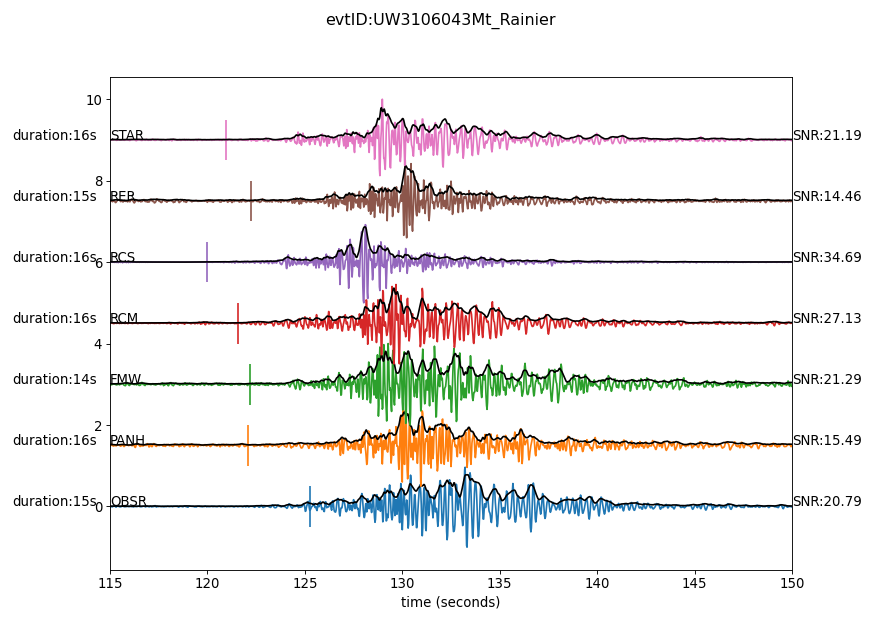 evtID:UW3106043Mt_Rainier
10
duration:16s STAR SNR:21.19
8
duration:15s RER SNR:14.46
duration:16s RCS SNR:34.69
6
duration:16s RCM SNR:27.13
4
duration:14s FMW SNR:21.29
2
duration:16s PANH SNR:15.49
duration:15s OBSR SNR:20.79
0
115 120 125 130 135 140 145 150
time (seconds)